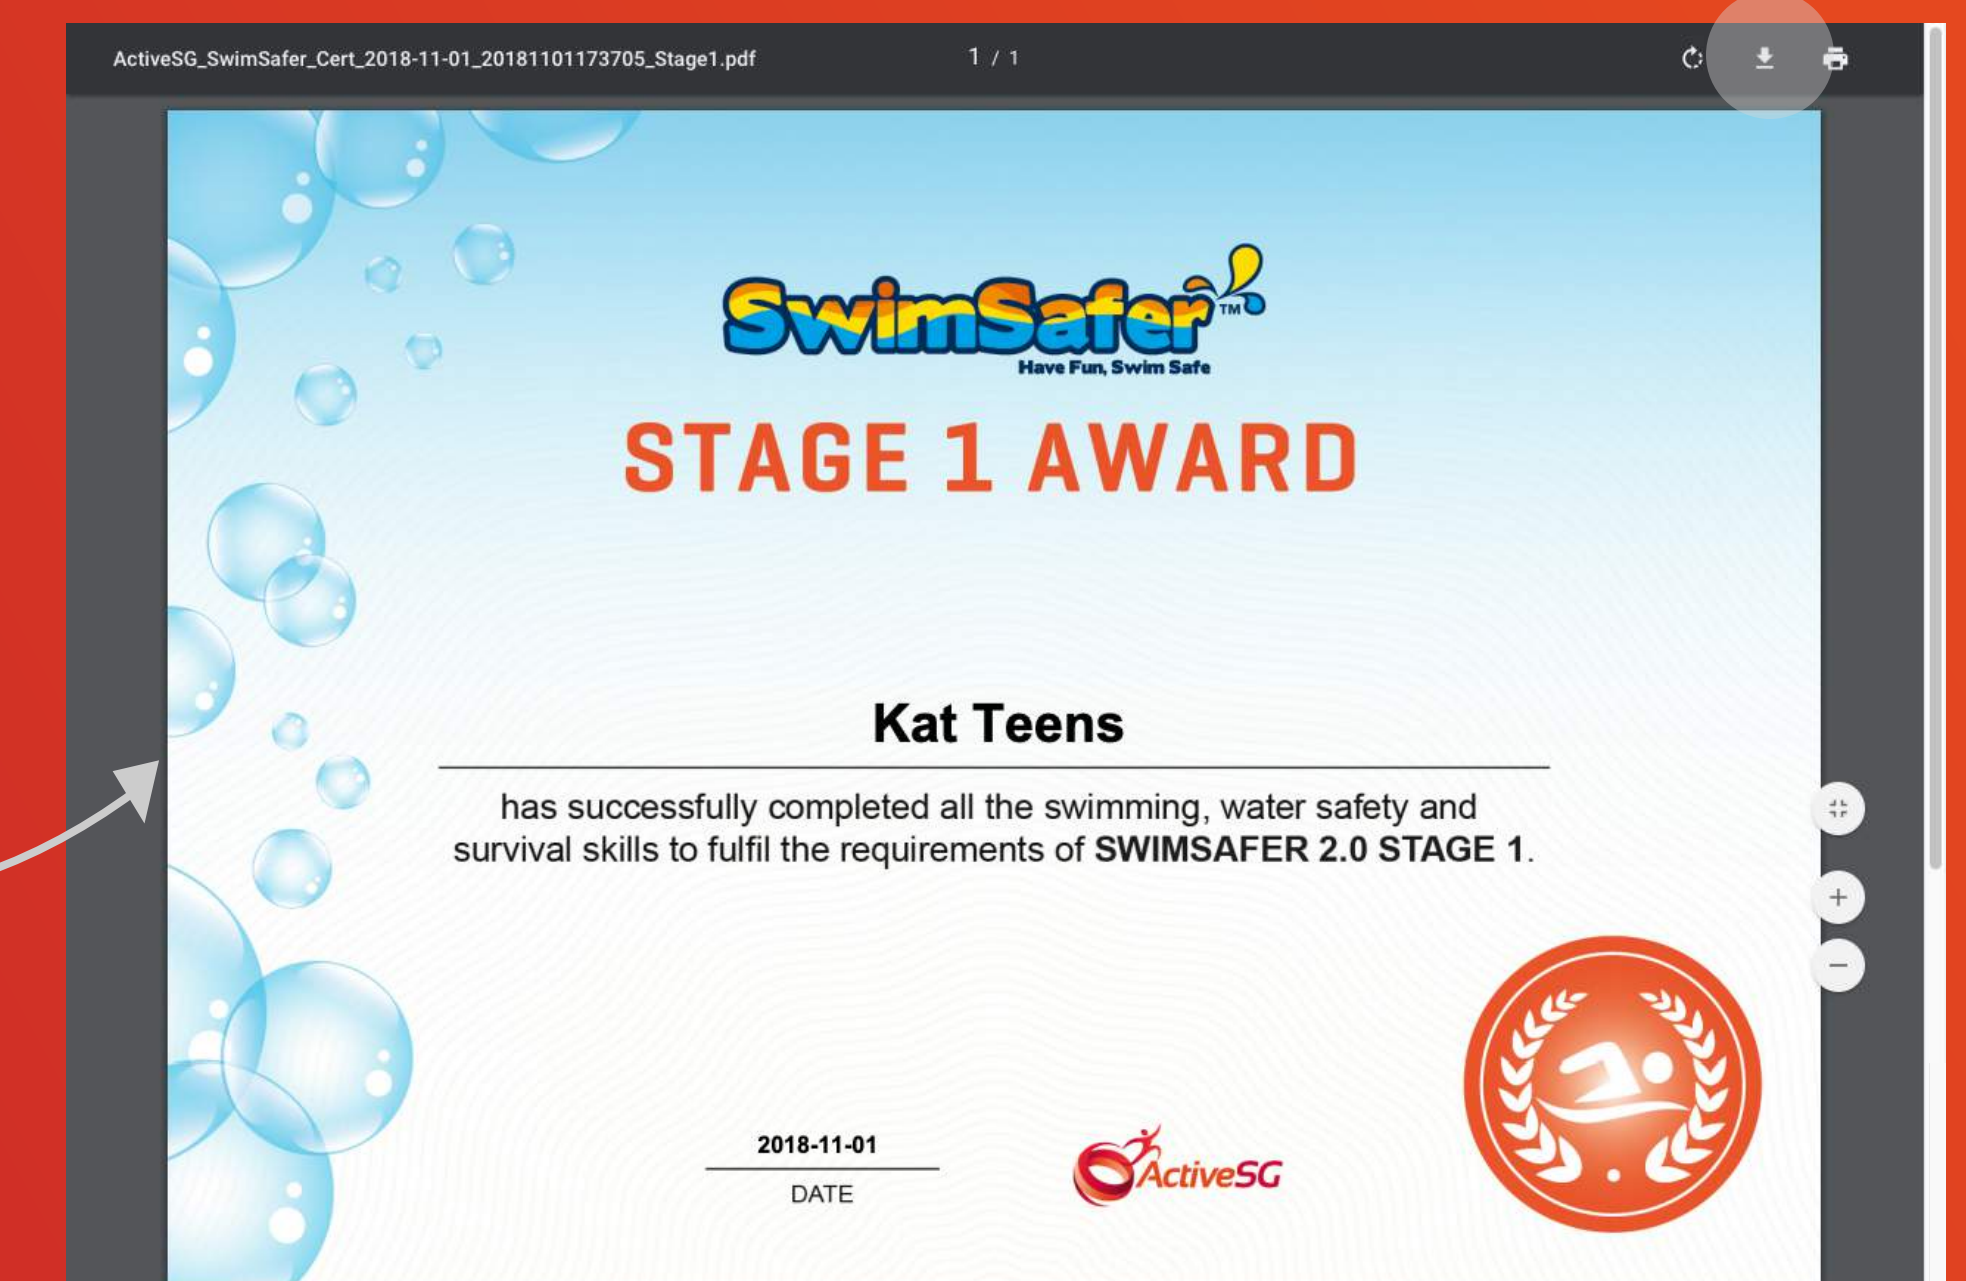 ActiveSG_SwimSafer_Cert_2018-11-01_20181101173705_Stage1.pdf
1 / 1
SwimSafer™
Have Fun, Swim Safe
STAGE 1 AWARD
Kat Teens
has successfully completed all the swimming, water safety and
survival skills to fulfil the requirements of SWIMSAFER 2.0 STAGE 1.
2018-11-01
DATE
ActiveSG